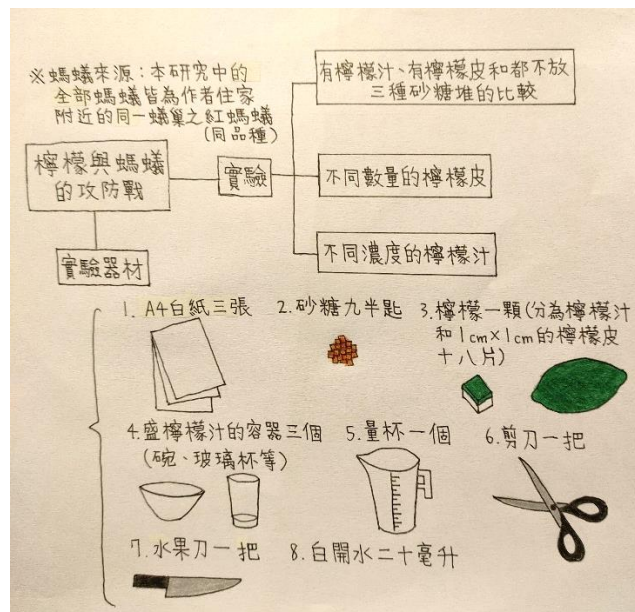 ※螞蟻來源：本研究中的
全部螞蟻皆為作者住家
附近的同一蟻巢之紅螞蟻
(同品種)
有檸檬汁、有檸檬皮和都不放
三種砂糖堆的比較
檸檬與螞蟻
的攻防戰
實驗
不同數量的檸檬皮
不同濃度的檸檬汁
實驗器材
1. A4白紙三張
2. 砂糖九半匙
3. 檸檬一顆(分為檸檬汁
和1cm×1cm的檸檬皮
十八片)
4. 盛檸檬汁的容器三個
(碗、玻璃杯等)
5. 量杯一個
6. 剪刀一把
7. 水果刀一把
8. 白開水二十毫升